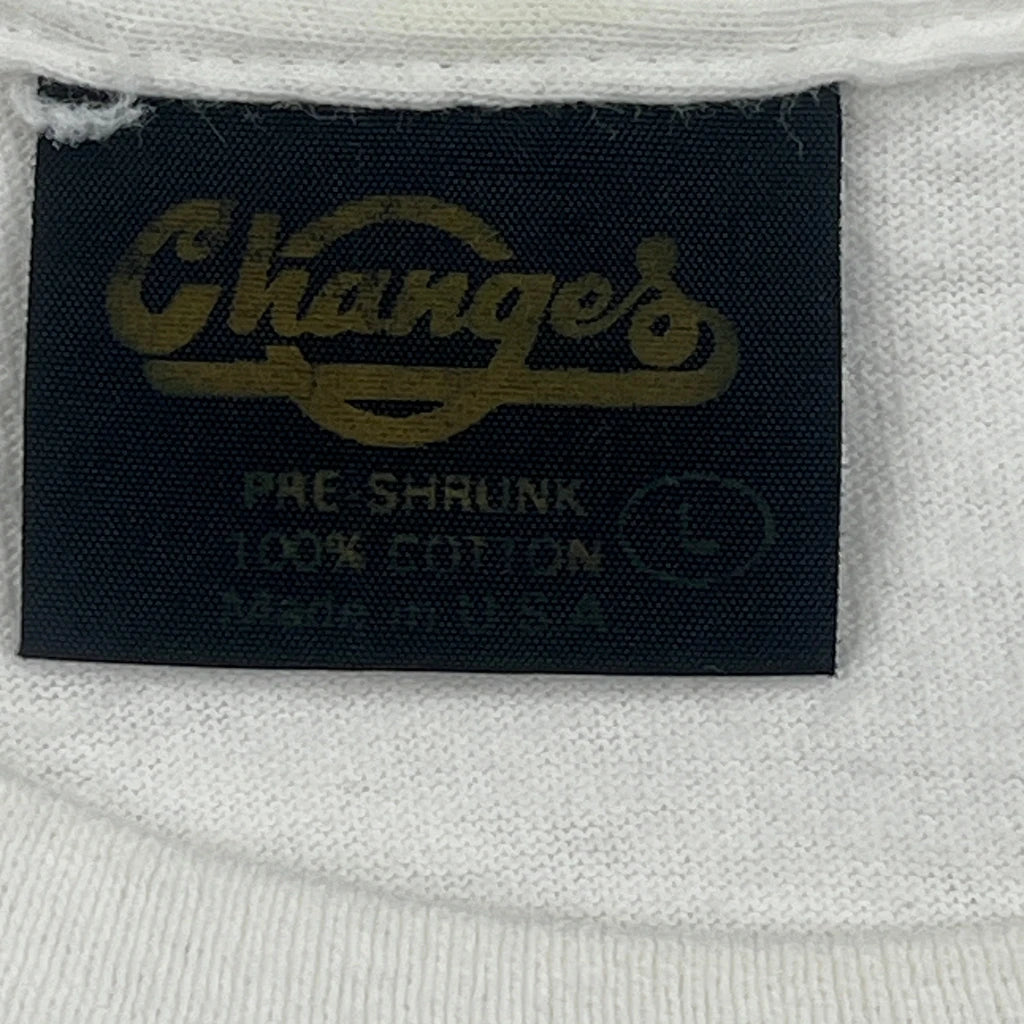 Changes
PRE-SHRUNK
100% COTTON
L
Made in U.S.A